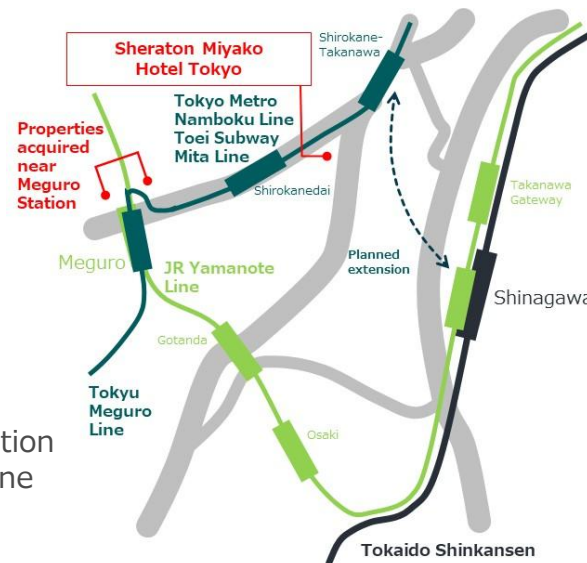 Sheraton Miyako
Hotel Tokyo
Shirokane-
Takanawa
Tokyo Metro
Namboku Line
Toei Subway
Mita Line
Properties
acquired
near
Meguro
Station
Shirokanedai
Takanawa
Gateway
Meguro
JR Yamanote
Line
Planned
extension
Shinagawa
Gotanda
Tokyu
Meguro
Line
Osaki
tion
ne
Tokaido Shinkansen